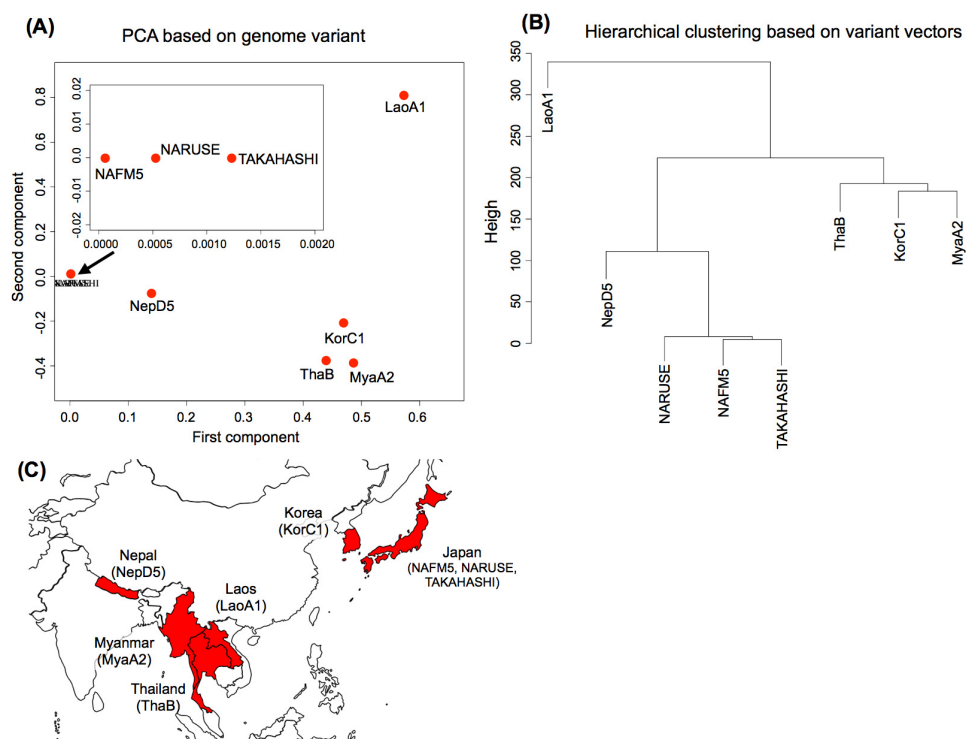 (A)
PCA based on genome variant
Second component
0.8
0.6
0.4
0.2
0.0
-0.2
-0.4
0.0
0.1
0.2
0.3
0.4
0.5
0.6
First component
0.02
0.01
0.0
-0.01
-0.02
0.0000
0.0005
0.0010
0.0015
0.0020
NAFM5
NARUSE
TAKAHASHI
LaoA1
NepD5
KorC1
ThaB
MyaA2
(B)
Hierarchical clustering based on variant vectors
Heigh
350
300
250
200
150
100
50
0
LaoA1
ThaB
KorC1
MyaA2
NepD5
NARUSE
NAFM5
TAKAHASHI
(C)
Korea
(KorC1)
Japan
(NAFM5, NARUSE,
TAKAHASHI)
Nepal
(NepD5)
Laos
(LaoA1)
Myanmar
(MyaA2)
Thailand
(ThaB)